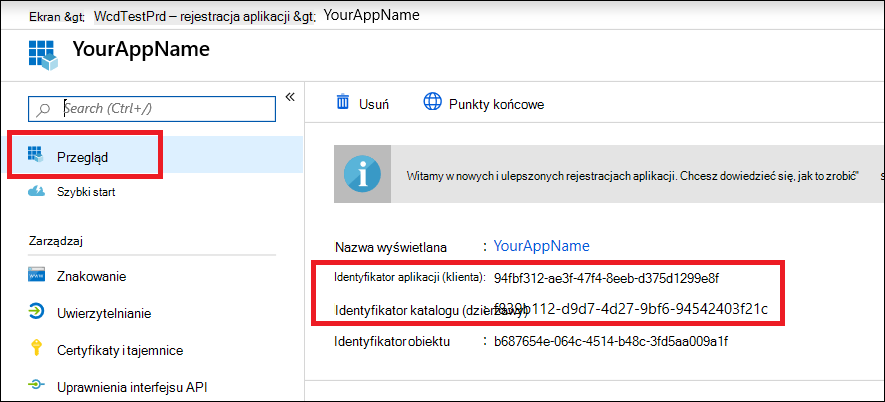 Ekran &gt; WcdTestPrd – rejestracja aplikacji &gt; YourAppName
YourAppName
«
Search (Ctrl+/)
Usuń
Punkty końcowe
Przegląd
Szybki start
Witamy w nowych i ulepszonych rejestracjach aplikacji. Chcesz dowiedzieć się, jak to zrobić" s
Zarządzaj
Znakowanie
Uwierzytelnianie
Certyfikaty i tajemnice
Uprawnienia interfejsu API
Nazwa wyświetlana : YourAppName
Identyfikator aplikacji (klienta): 94fbf312-ae3f-47f4-8eeb-d375d1299e8f
Identyfikator katalogu (dzierżawy) : f839b112-d9d7-4d27-9bf6-94542403f21c
Identyfikator obiektu : b687654e-064c-4514-b48c-3fd5aa009a1f